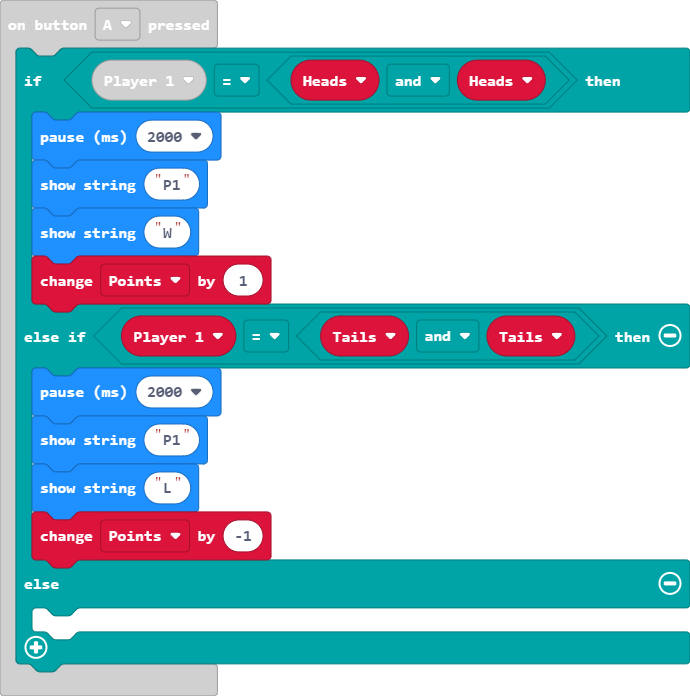 on button A pressed
if Player 1 = Heads and Heads then
pause (ms) 2000
show string "P1"
show string "W"
change Points by 1
else if Player 1 = Tails and Tails then
pause (ms) 2000
show string "P1"
show string "L"
change Points by -1
else